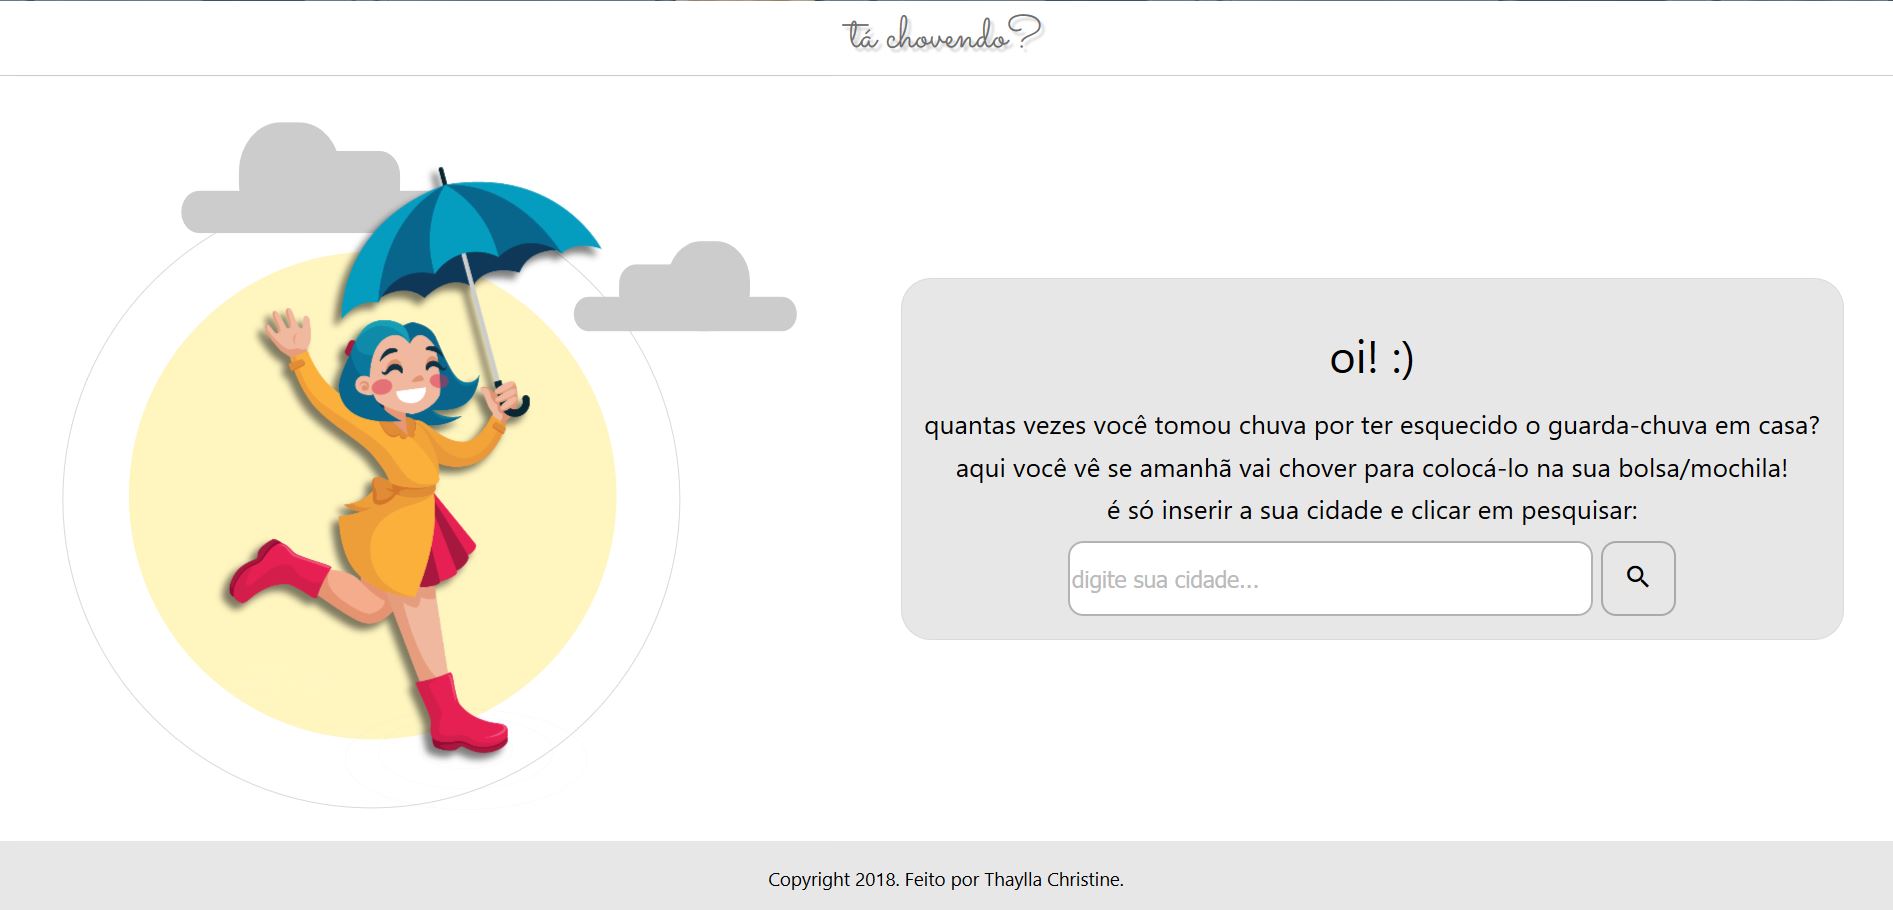 tá chovendo?
oi! :)
quantas vezes você tomou chuva por ter esquecido o guarda-chuva em casa?
aqui você vê se amanhã vai chover para colocá-lo na sua bolsa/mochila!
é só inserir a sua cidade e clicar em pesquisar:
digite sua cidade...
Copyright 2018. Feito por Thaylla Christine.